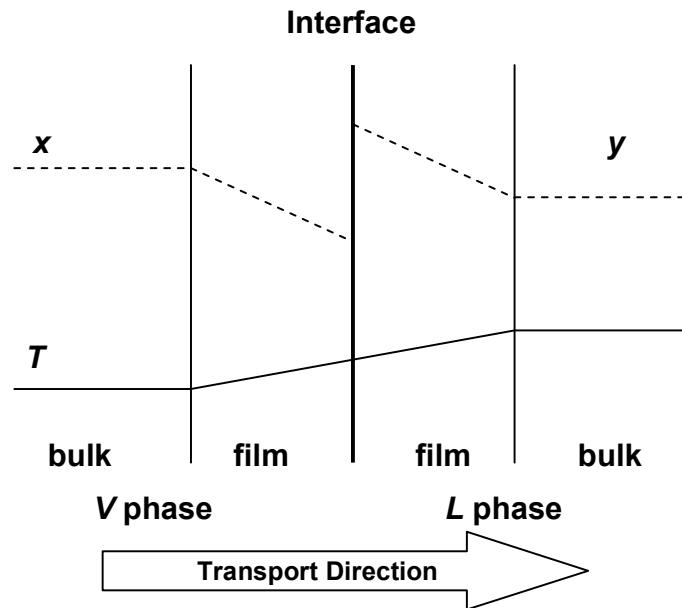 Interface
x
y
T
bulk
film
film
bulk
V phase
L phase
Transport Direction